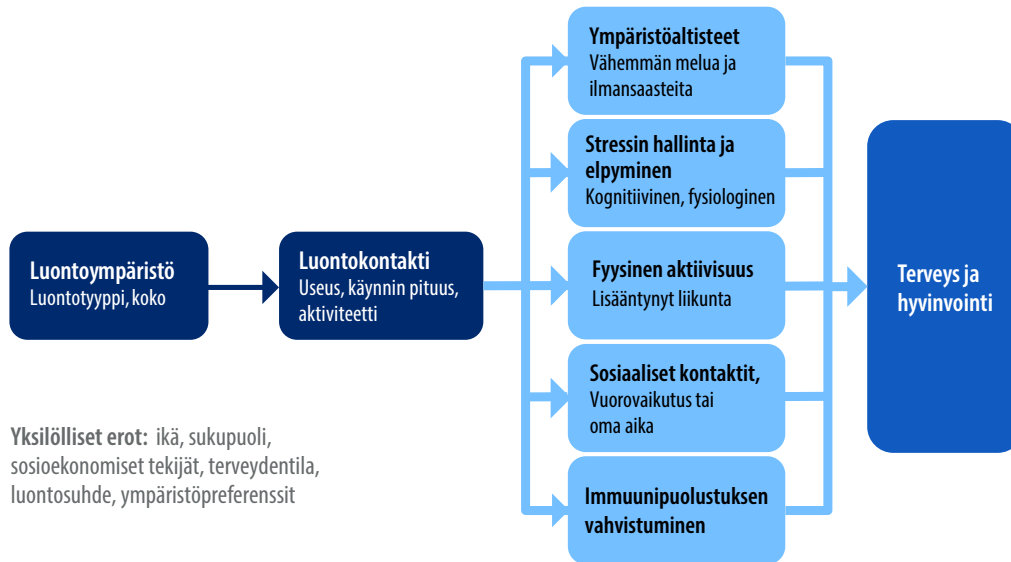 Luontoympäristö
Luontotyyppi, koko
Luontokontakti
Useus, käynnin pituus,
aktiviteetti
Ympäristöaltisteet
Vähemmän melua ja
ilmansaasteita
Stressin hallinta ja
elpyminen
Kognitiivinen, fysiologinen
Fyysinen aktiivisuus
Lisääntynyt liikunta
Sosiaaliset kontaktit,
Vuorovaikutus tai
oma aika
Immuunipuolustuksen
vahvistuminen
Terveys ja
hyvinvointi
Yksilölliset erot: ikä, sukupuoli,
sosioekonomiset tekijät, terveydentila,
luontosuhde, ympäristöpreferenssit